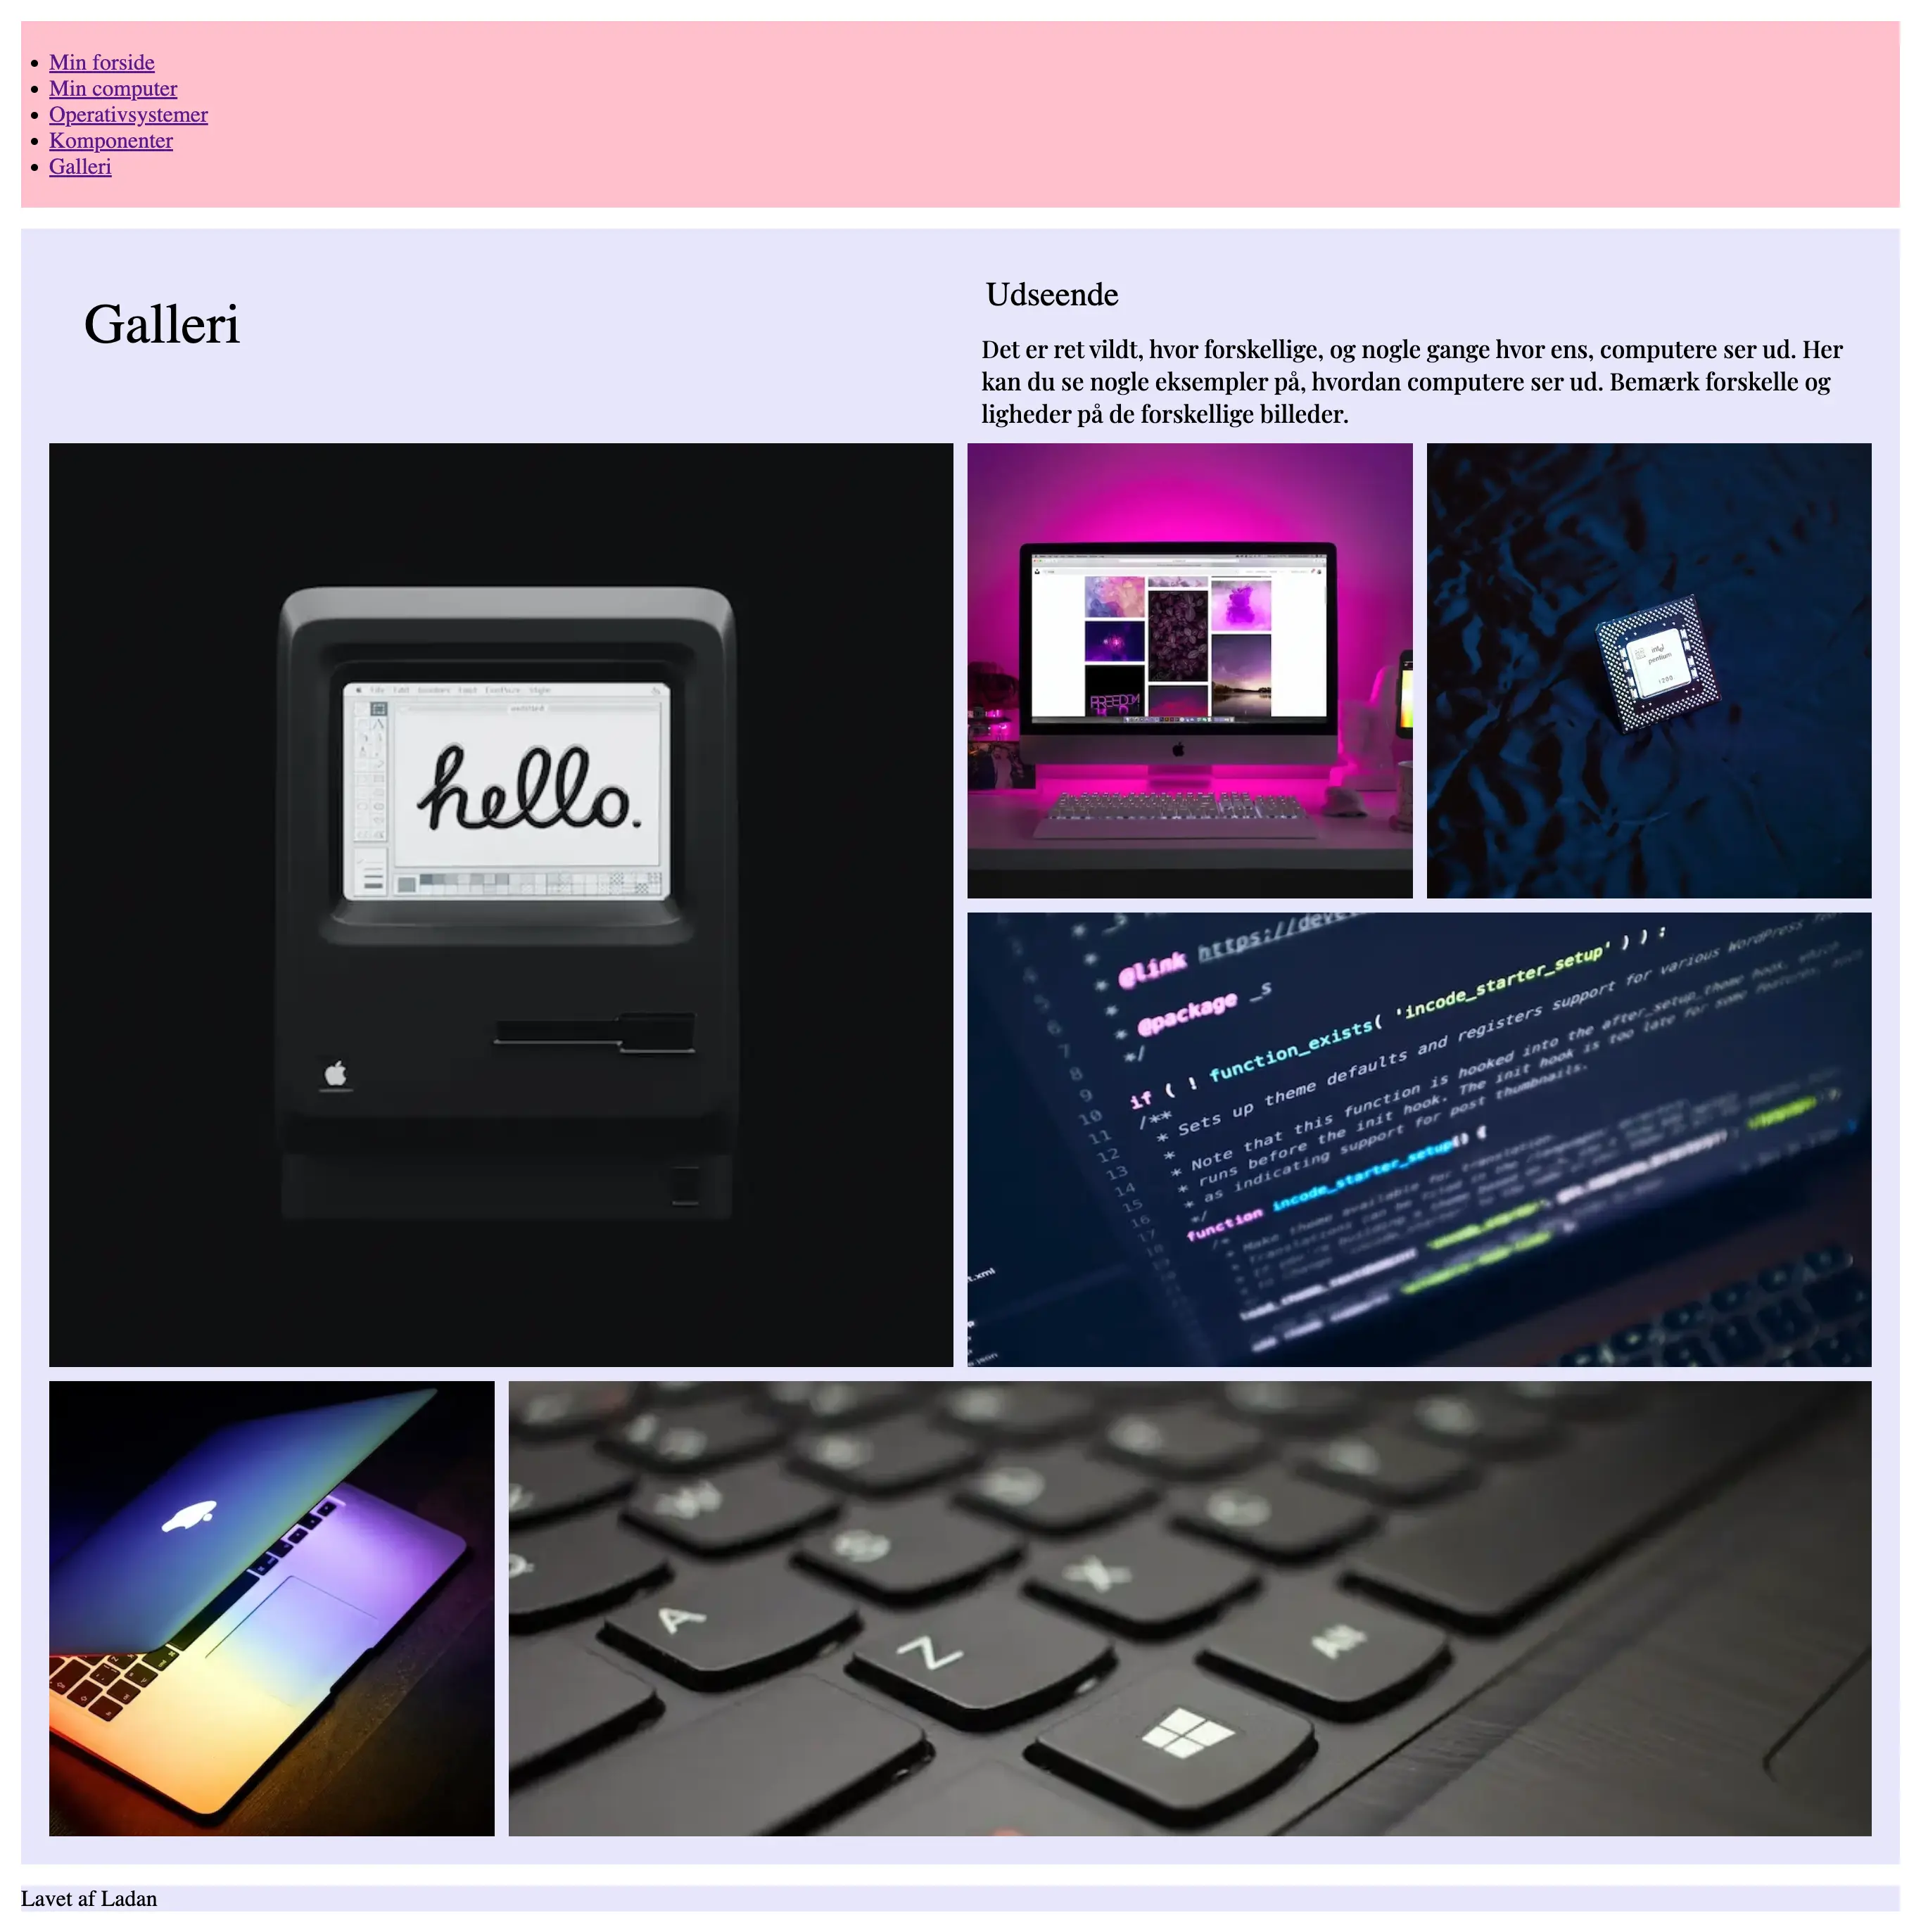 Min forside
Min computer
Operativsystemer
Komponenter
Galleri
Galleri
Udseende
Det er ret vildt, hvor forskellige, og nogle gange hvor ens, computere ser ud. Her
kan du se nogle eksempler på, hvordan computere ser ud. Bemærk forskelle og
ligheder på de forskellige billeder.
hello.
FREEDOM
intel
pentium
@link https://deve
* @package _s
*/
if ( ! function_exists( 'incode_starter_setup' ) ) :
/**
* Sets up theme defaults and registers support for various WordPress
*
* Note that this function is hooked into the after_setup_theme hook, which
* runs before the init hook. The init hook is too late for some features, such
* as indicating support for post thumbnails.
*/
function incode_starter_setup() {
A
Z
X
Alt
Lavet af Ladan